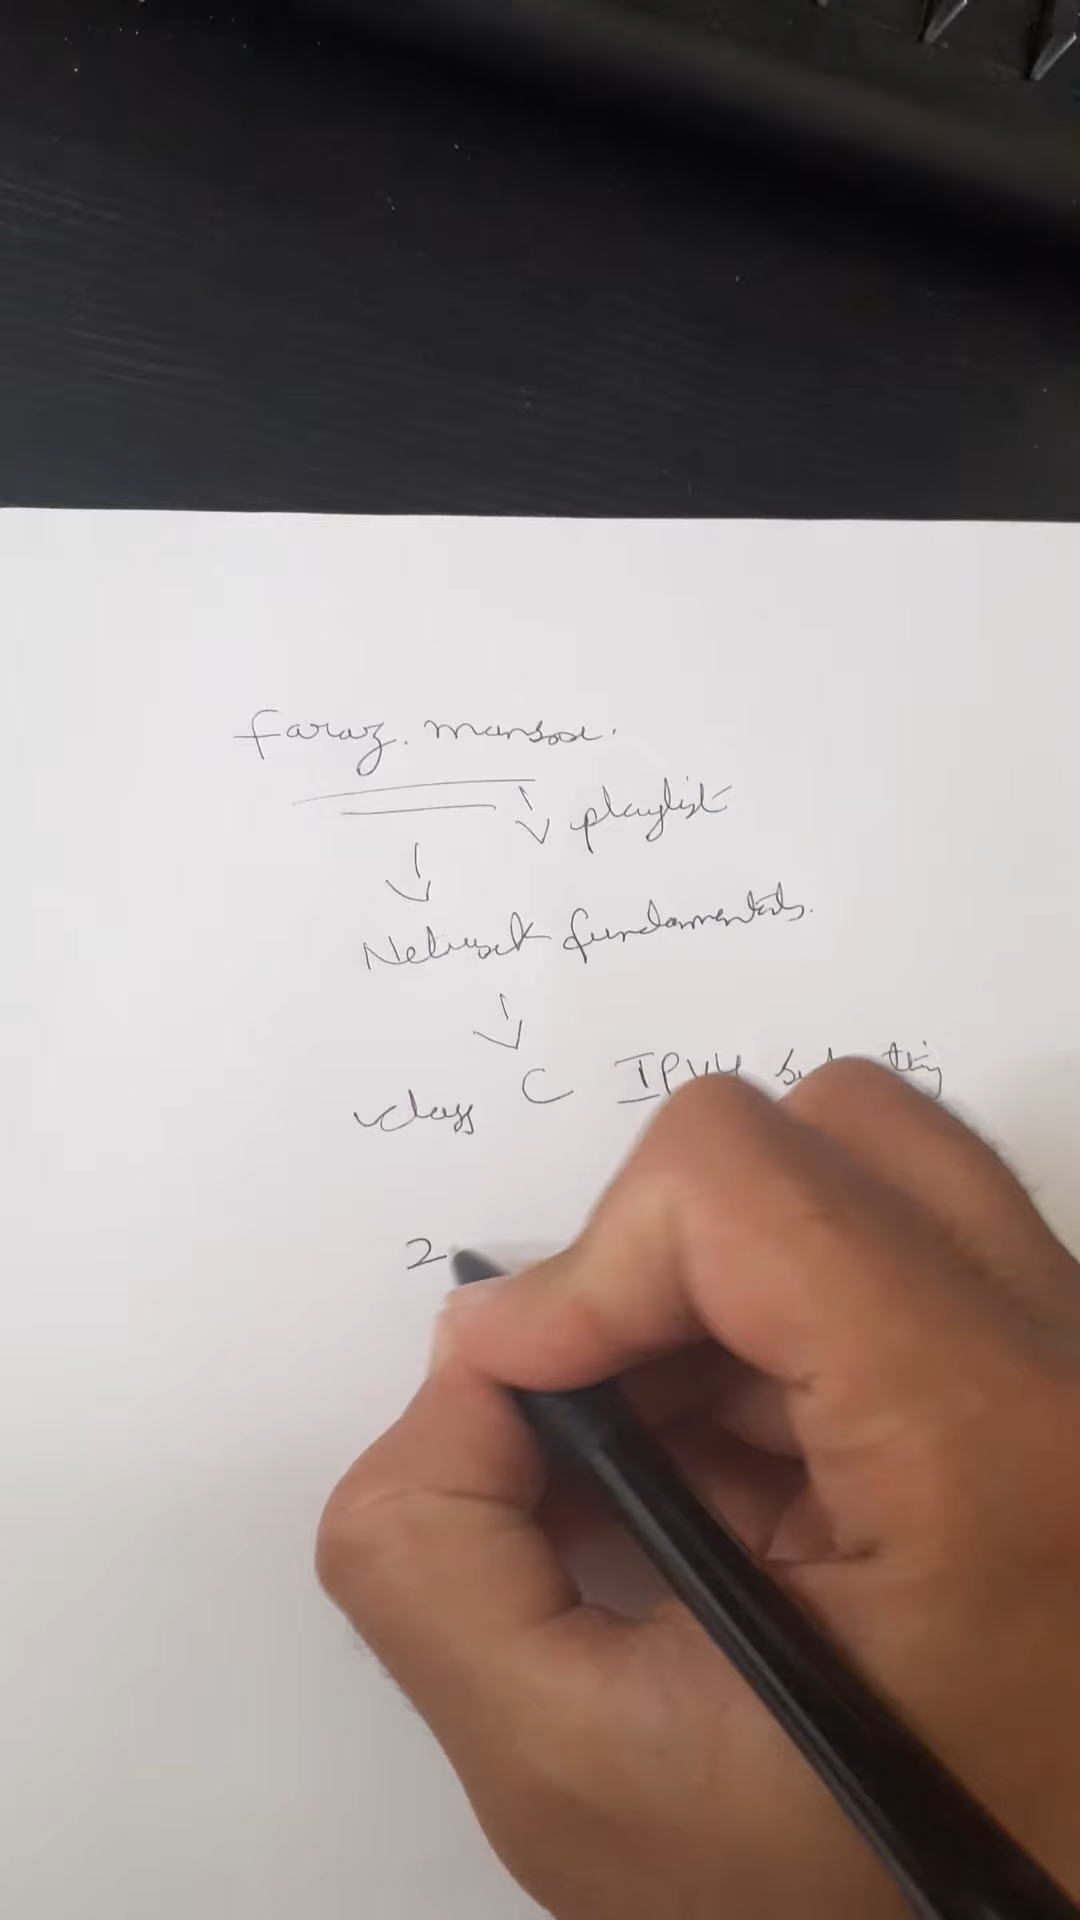 faraz. mansoor.
playlist
Network fundamentals.
class C IPV4
2